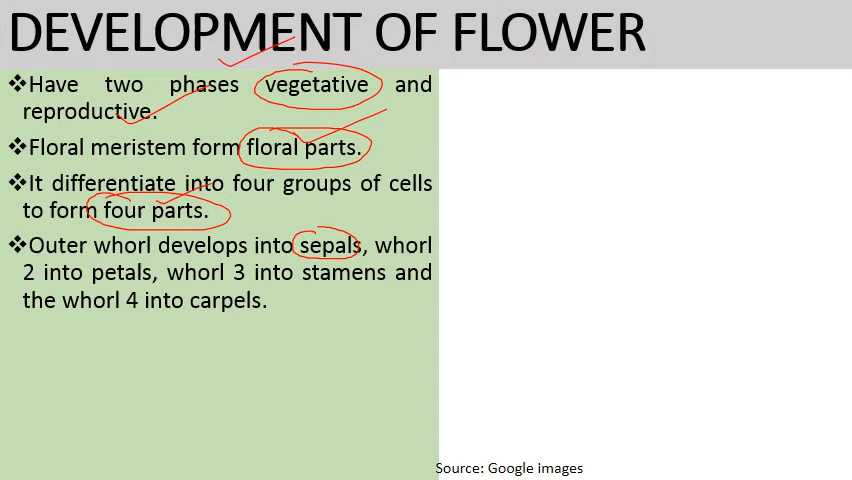 DEVELOPMENT OF FLOWER
❖Have two phases vegetative and
reproductive.
❖Floral meristem form floral parts.
❖It differentiate into four groups of cells
to form four parts.
❖Outer whorl develops into sepals, whorl
2 into petals, whorl 3 into stamens and
the whorl 4 into carpels.
Source: Google images